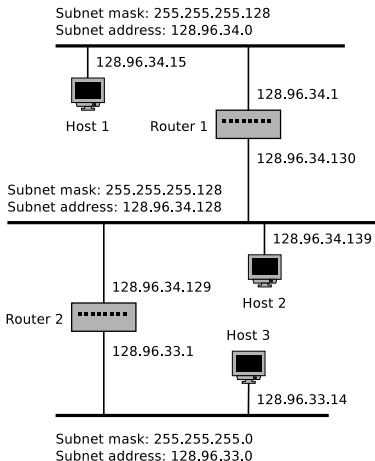 Subnet mask: 255.255.255.128
Subnet address: 128.96.34.0
128.96.34.15
128.96.34.1
Host 1
Router 1
128.96.34.130
Subnet mask: 255.255.255.128
Subnet address: 128.96.34.128
128.96.34.139
128.96.34.129
Host 2
Router 2
Host 3
128.96.33.1
128.96.33.14
Subnet mask: 255.255.255.0
Subnet address: 128.96.33.0